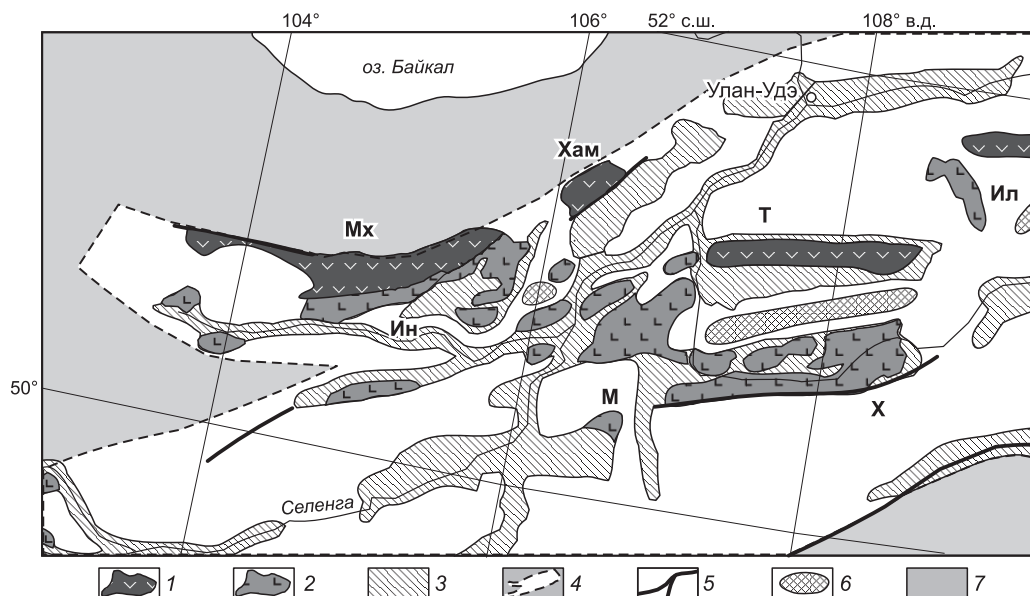 104° 106° 52° с.ш. 108° в.д.
оз. Байкал
Улан-Удэ
Хам
Ил
Мх
Т
Ин
50°
М
Х
Селенга
1 2 3 4 5 6 7